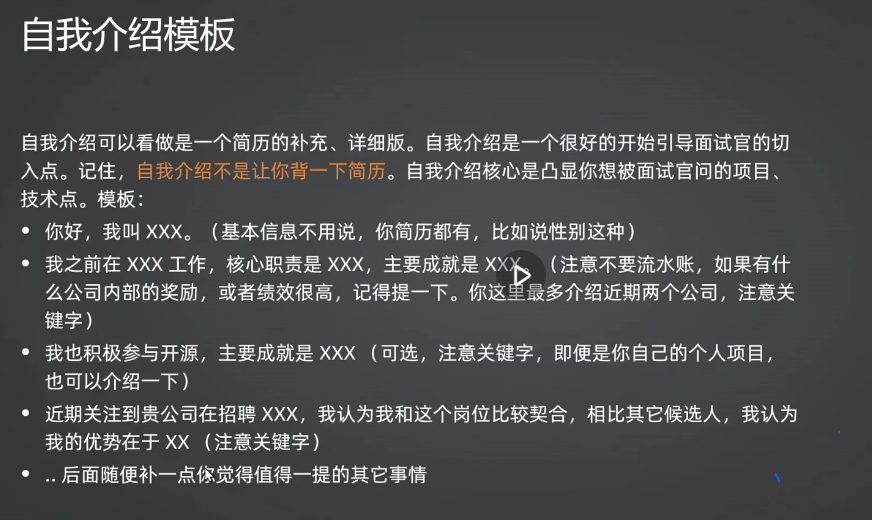 自我介绍模板
自我介绍可以看做是一个简历的补充、详细版。自我介绍是一个很好的开始引导面试官的切
入点。记住，自我介绍不是让你背一下简历。自我介绍核心是凸显你想被面试官问的项目、
技术点。模板：
• 你好，我叫 XXX。（基本信息不用说，你简历都有，比如说性别这种）
• 我之前在 XXX 工作，核心职责是 XXX，主要成就是 XXX。（注意不要流水账，如果有什
么公司内部的奖励，或者绩效很高，记得提一下。你这里最多介绍近期两个公司，注意关
键字）
• 我也积极参与开源，主要成就是 XXX （可选，注意关键字，即便是你自己的个人项目，
也可以介绍一下）
• 近期关注到贵公司在招聘 XXX，我认为我和这个岗位比较契合，相比其它候选人，我认为
我的优势在于 XX （注意关键字）
• .. 后面随便补一点你觉得值得一提的其它事情